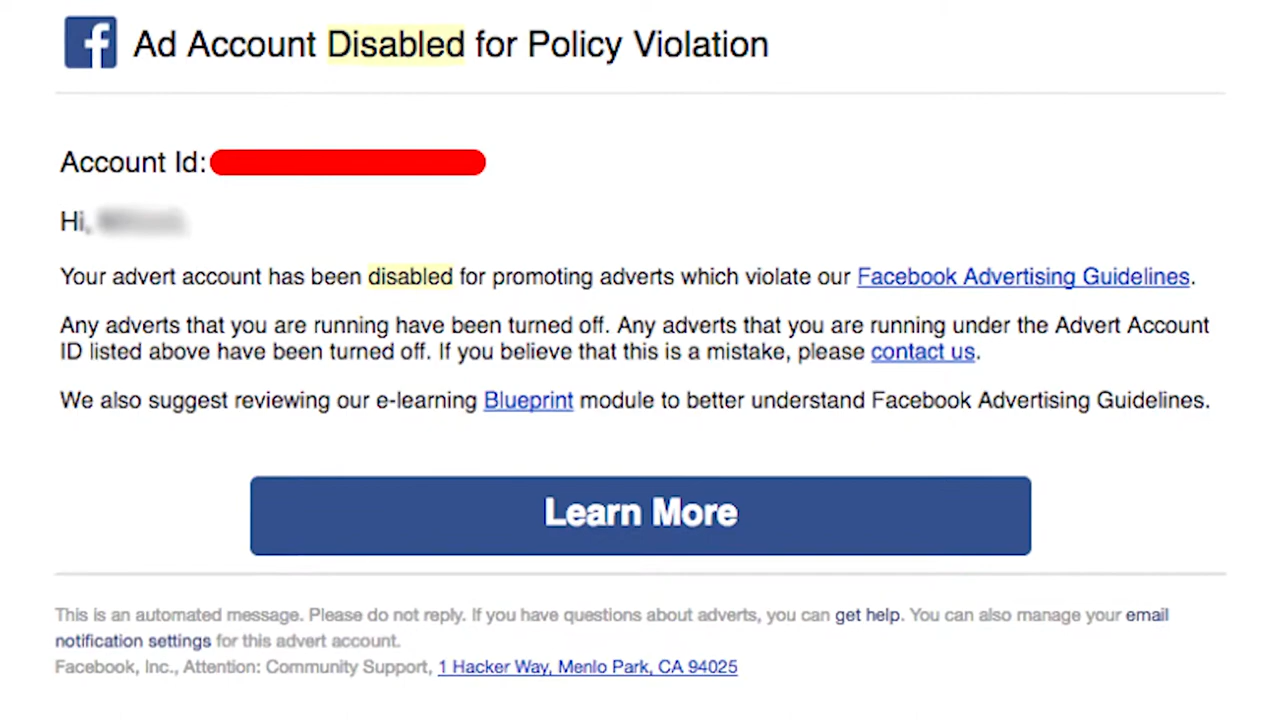 Ad Account Disabled for Policy Violation
Account Id:
Hi,
Your advert account has been disabled for promoting adverts which violate our Facebook Advertising Guidelines.
Any adverts that you are running have been turned off. Any adverts that you are running under the Advert Account
ID listed above have been turned off. If you believe that this is a mistake, please contact us.
We also suggest reviewing our e-learning Blueprint module to better understand Facebook Advertising Guidelines.
Learn More
This is an automated message. Please do not reply. If you have questions about adverts, you can get help. You can also manage your email
notification settings for this advert account.
Facebook, Inc., Attention: Community Support, 1 Hacker Way, Menlo Park, CA 94025